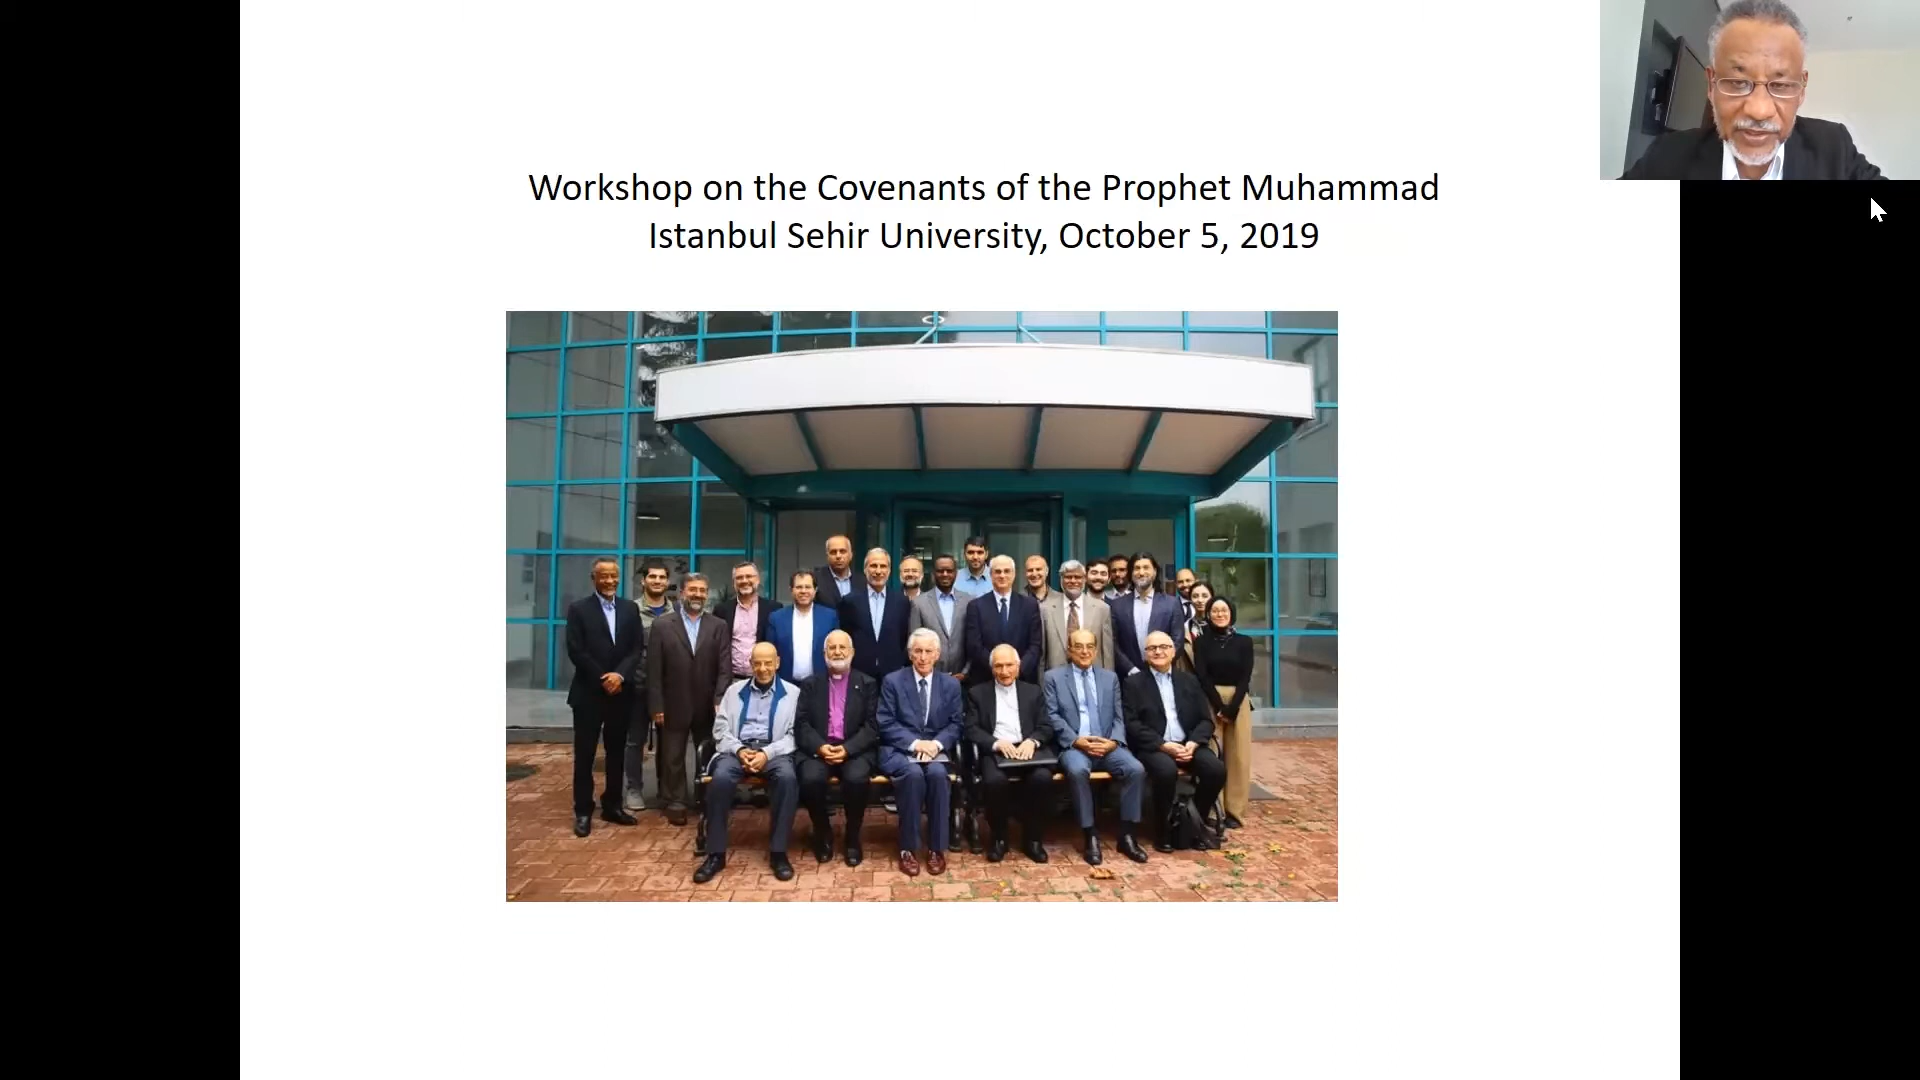 Workshop on the Covenants of the Prophet Muhammad
Istanbul Sehir University, October 5, 2019